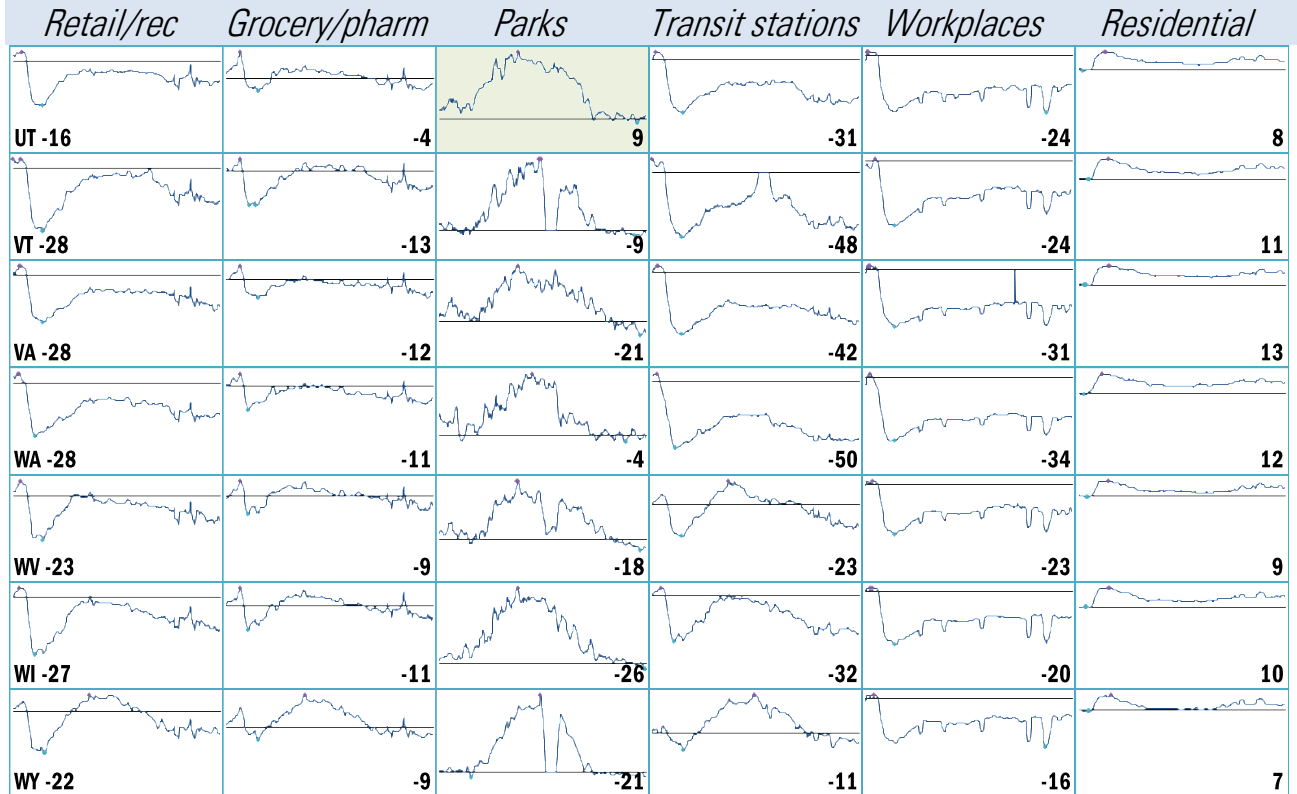 Retail/rec Grocery/pharm Parks Transit stations Workplaces Residential
UT -16 -4 9 -31 -24 8
VT -28 -13 -9 -48 -24 11
VA -28 -12 -21 -42 -31 13
WA -28 -11 -4 -50 -34 12
WV -23 -9 -18 -23 -23 9
WI -27 -11 -26 -32 -20 10
WY -22 -9 -21 -11 -16 7